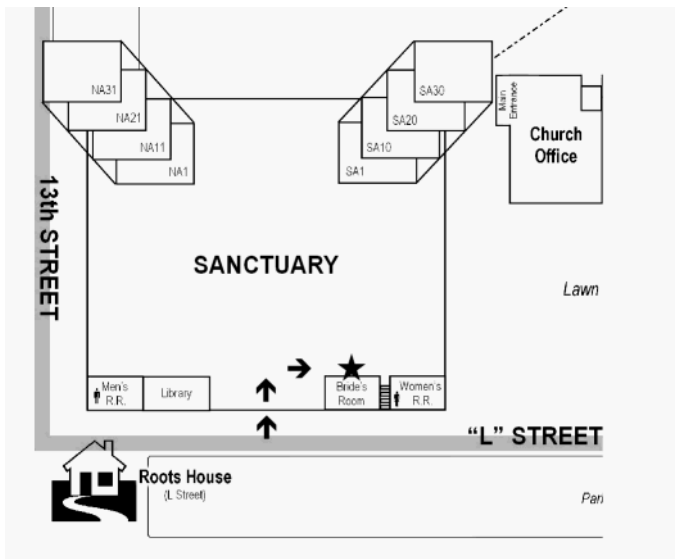 NA31
NA21
NA11
NA1
SA30
SA20
SA10
SA1
Main
Entrance
Church
Office
13th STREET
SANCTUARY
Lawn
Men's
R.R.
Library
Bride's
Room
Women's
R.R.
"L" STREET
Roots House
(L Street)